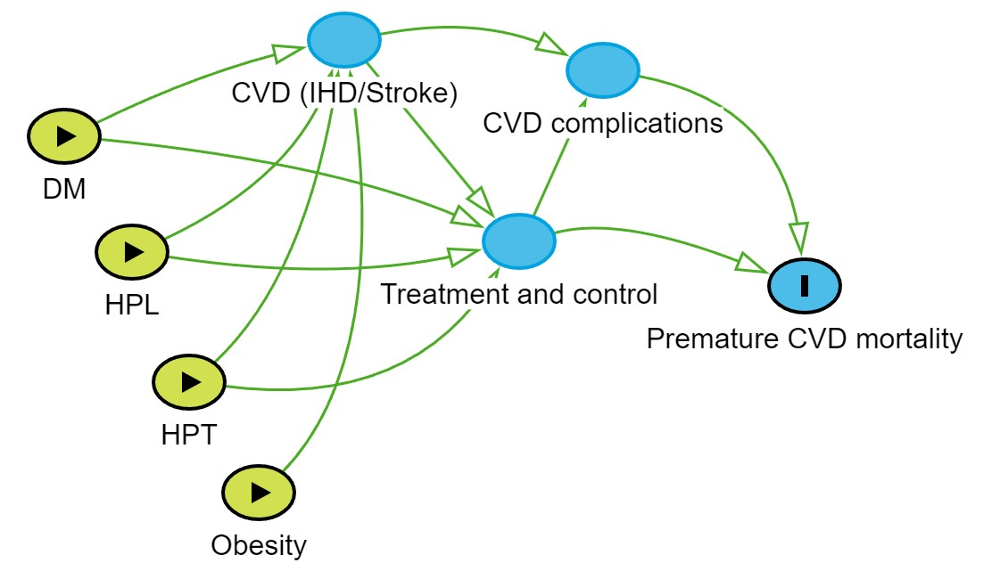 CVD (IHD/Stroke)
CVD complications
DM
HPL
Treatment and control
Premature CVD mortality
HPT
Obesity